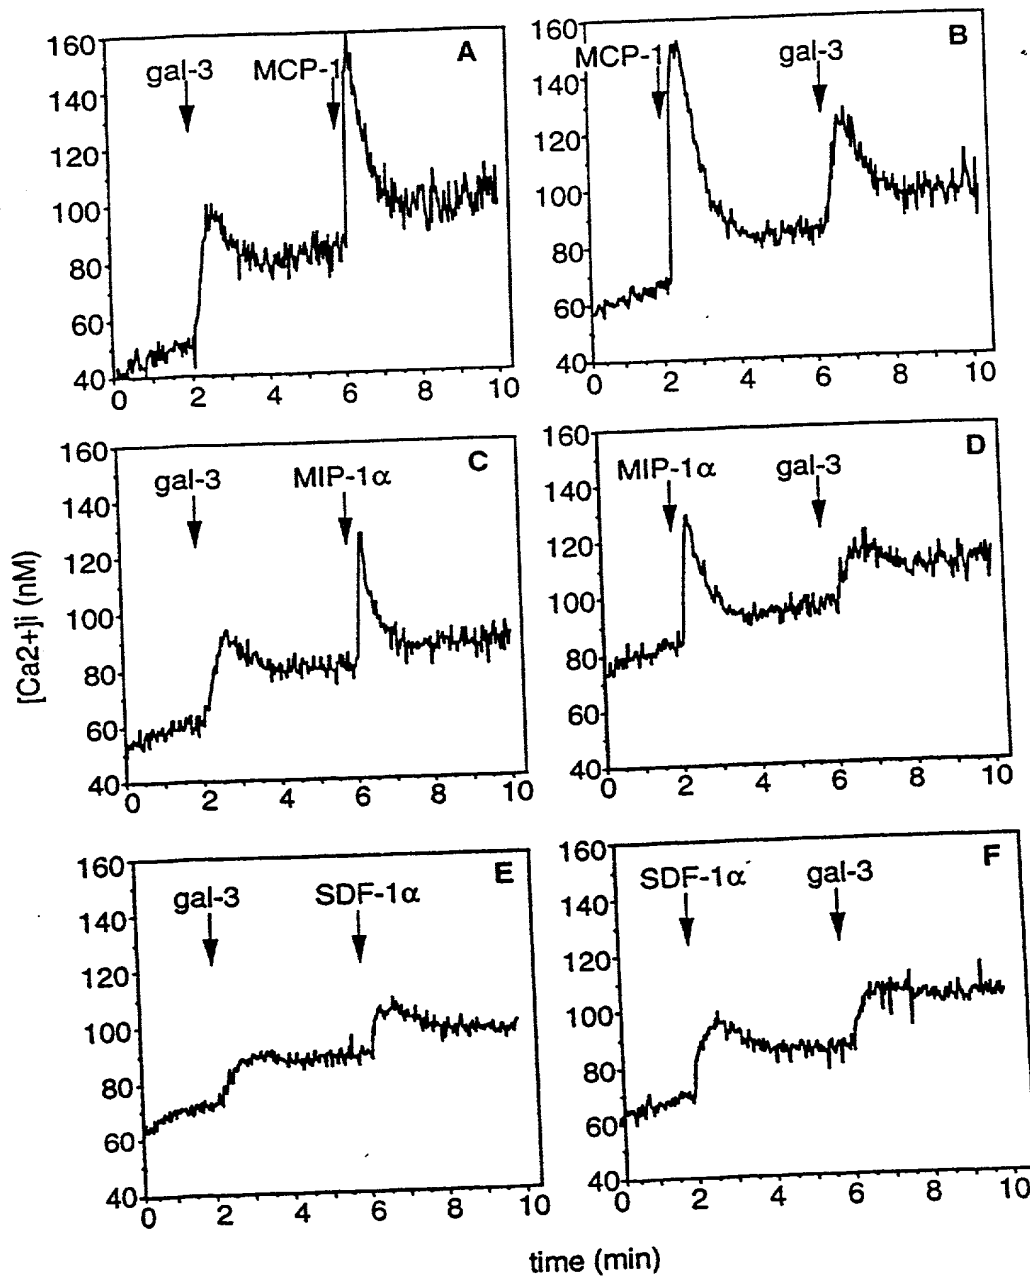 A
gal-3 MCP-1
160
140
120
100
80
60
40
0 2 4 6 8 10
B
MCP-1 gal-3
160
140
120
100
80
60
40
0 2 4 6 8 10
C
gal-3 MIP-1α
160
140
120
100
80
60
40
0 2 4 6 8 10
D
MIP-1α gal-3
160
140
120
100
80
60
40
0 2 4 6 8 10
E
gal-3 SDF-1α
160
140
120
100
80
60
40
0 2 4 6 8 10
F
SDF-1α gal-3
160
140
120
100
80
60
40
0 2 4 6 8 10
[Ca2+]i (nM)
time (min)